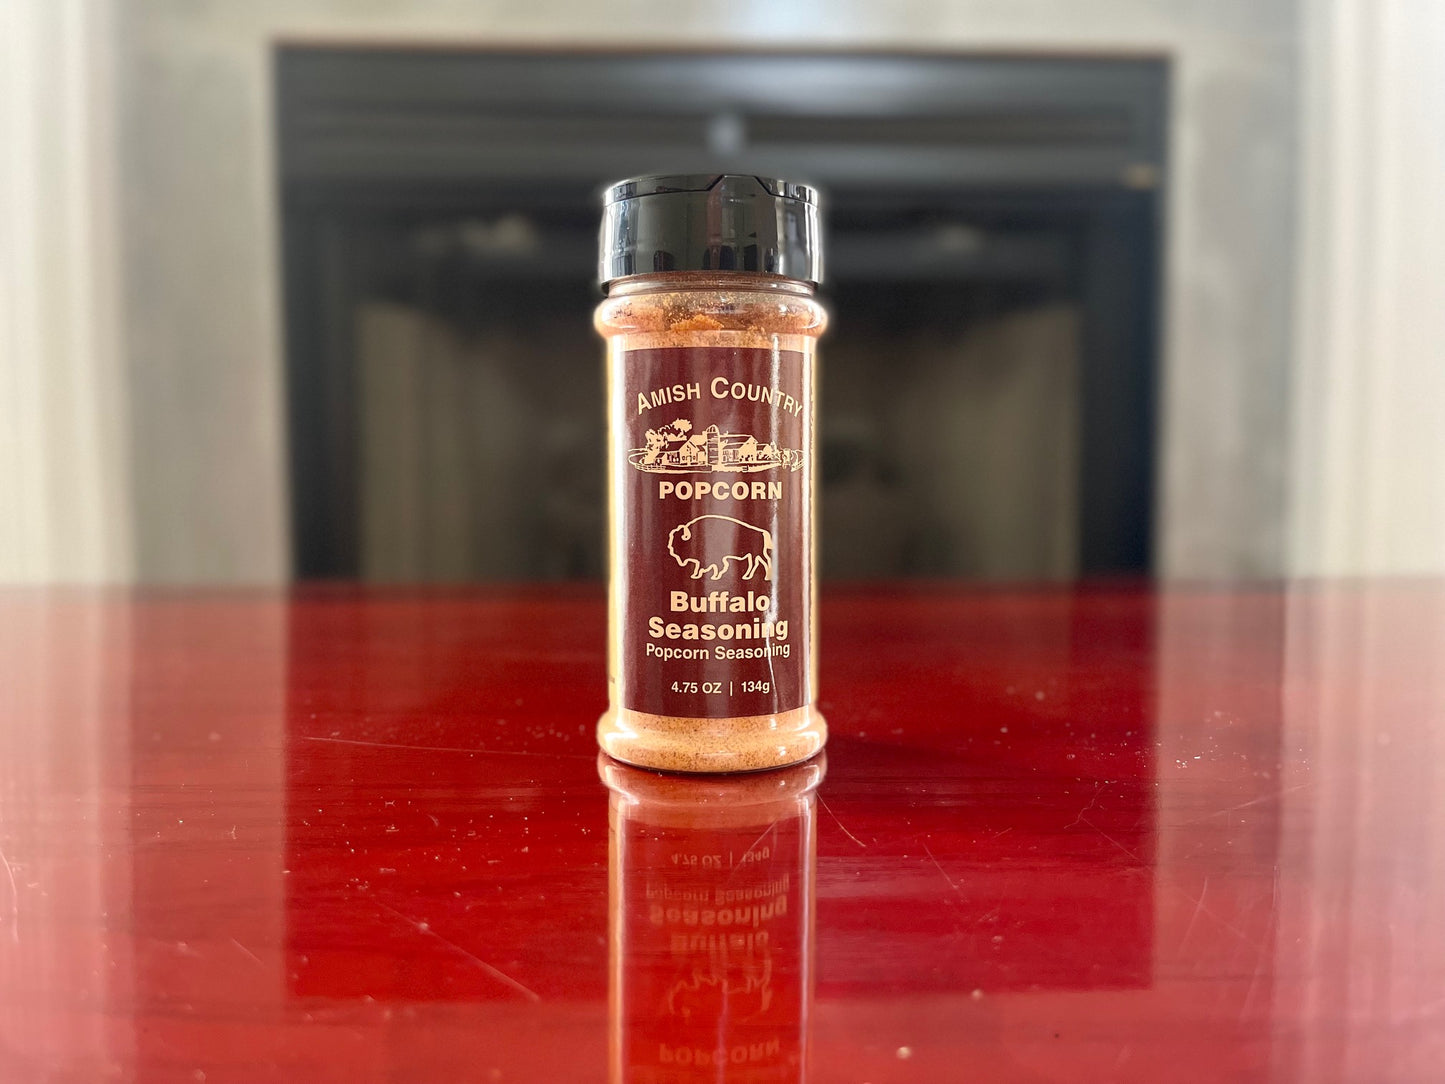 AMISH COUNTRY
POPCORN
Buffalo
Seasoning
Popcorn Seasoning
4.75 OZ | 134g